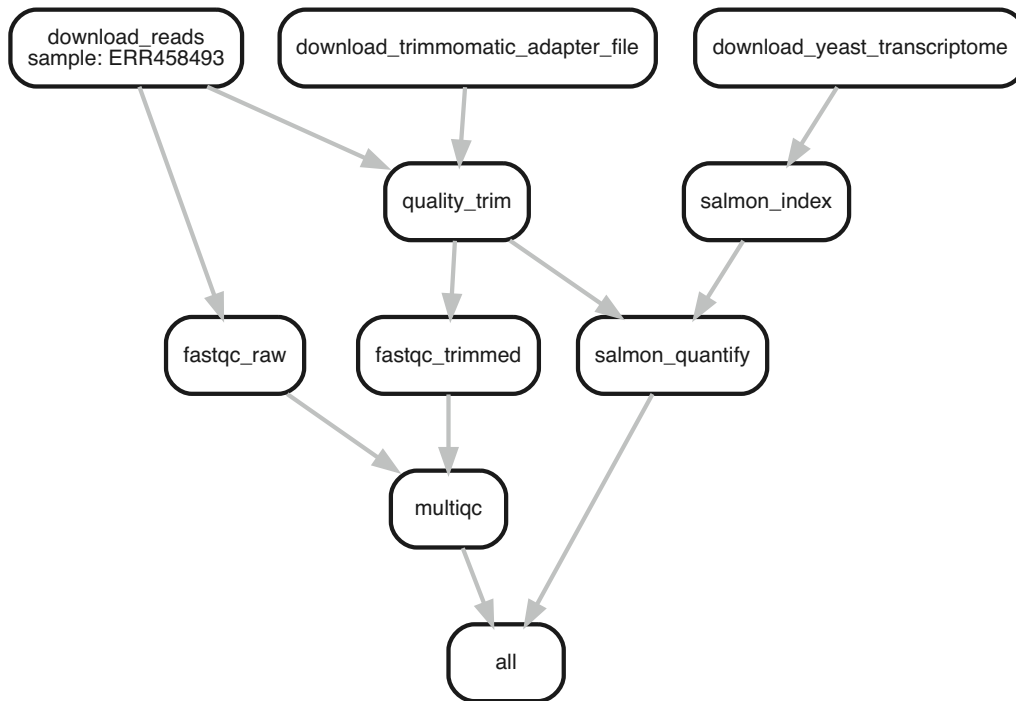 download_reads
sample: ERR458493
download_trimmomatic_adapter_file
download_yeast_transcriptome
quality_trim
salmon_index
fastqc_raw
fastqc_trimmed
salmon_quantify
multiqc
all